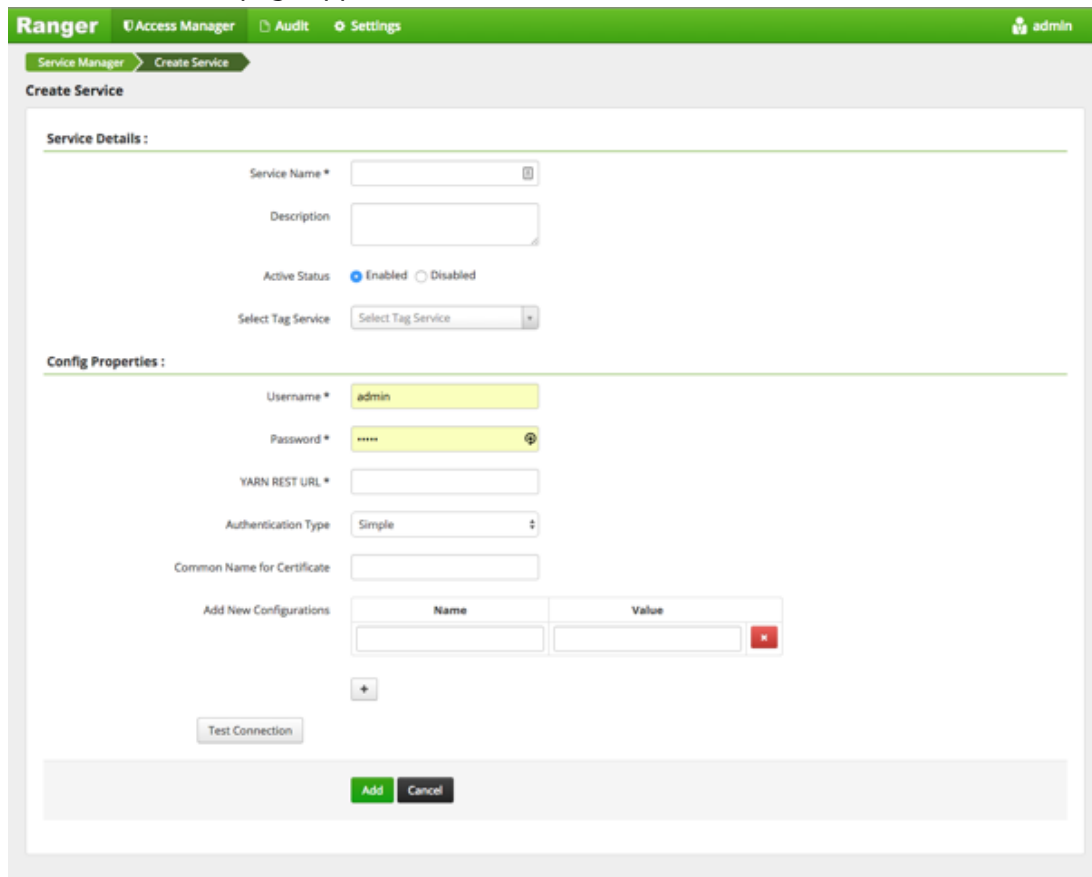 Ranger Access Manager Audit Settings admin
Service Manager Create Service
Create Service
Service Details :
Service Name *
Description
Active Status Enabled Disabled
Select Tag Service Select Tag Service
Config Properties :
Username * admin
Password * •••••
YARN REST URL *
Authentication Type Simple
Common Name for Certificate
Add New Configurations Name Value
+
Test Connection
Add Cancel